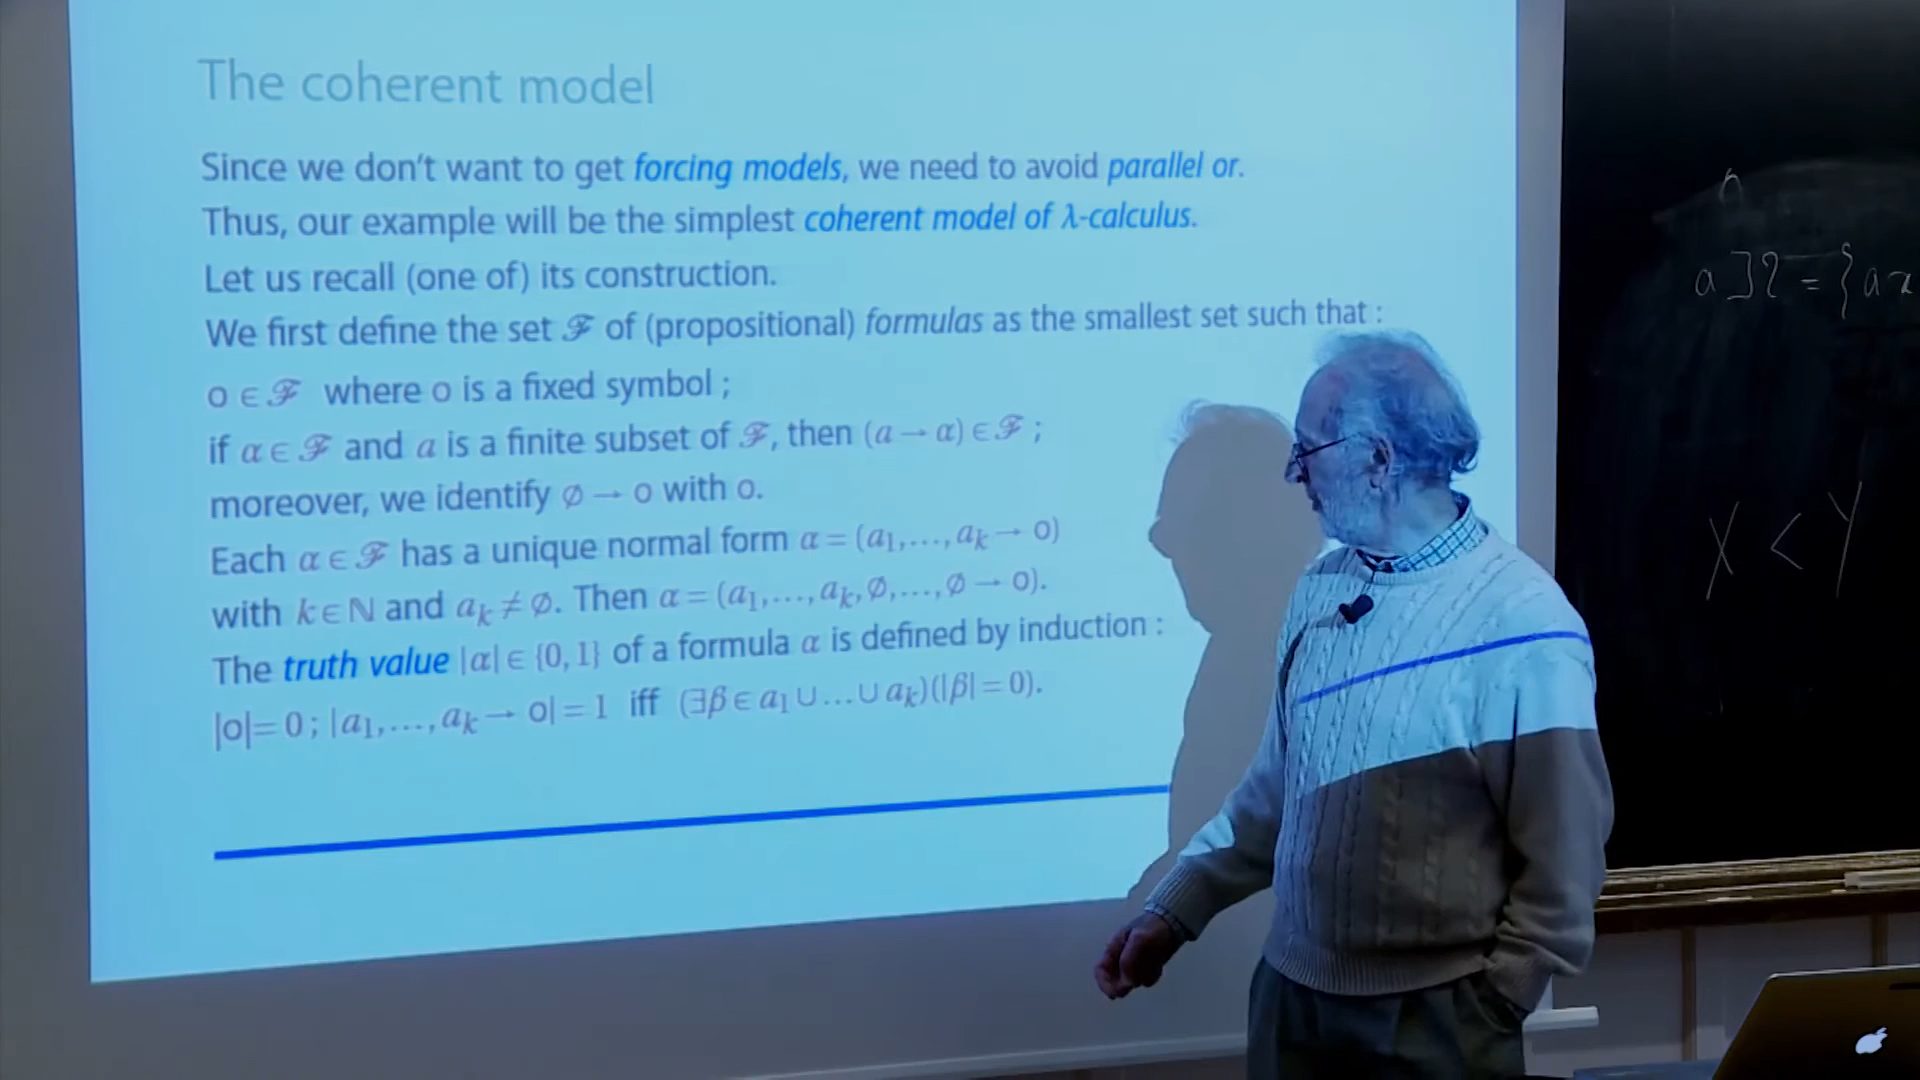 The coherent model
Since we don't want to get forcing models, we need to avoid parallel or.
Thus, our example will be the simplest coherent model of λ-calculus.
Let us recall (one of) its construction.
We first define the set ℱ of (propositional) formulas as the smallest set such that :
o ∈ ℱ where o is a fixed symbol ;
if α ∈ ℱ and a is a finite subset of ℱ, then (a → α) ∈ ℱ ;
moreover, we identify ∅ → o with o.
Each α ∈ ℱ has a unique normal form α = (a₁,…,aₖ → o)
with k ∈ ℕ and aₖ ≠ ∅. Then α = (a₁,…,aₖ,∅,…,∅ → o).
The truth value |α| ∈ {0, 1} of a formula α is defined by induction :
|o| = 0 ; |a₁,…,aₖ → o| = 1 iff (∃β ∈ a₁ ∪ … ∪ aₖ)(|β| = 0).
X < Y